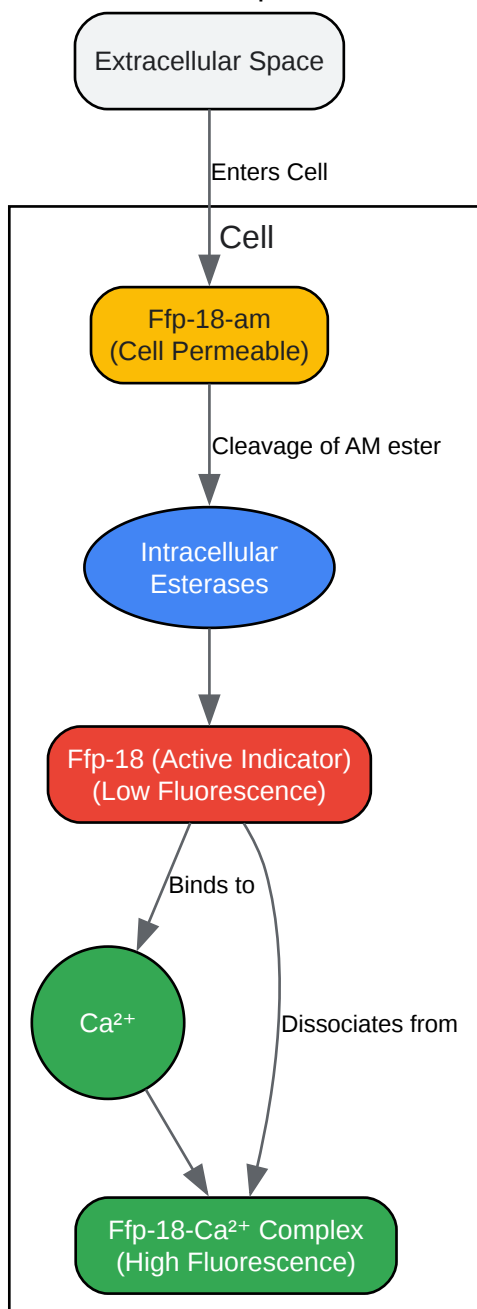 Extracellular Space
Enters Cell
Cell
Ffp-18-am
(Cell Permeable)
Cleavage of AM ester
Intracellular
Esterases
Ffp-18 (Active Indicator)
(Low Fluorescence)
Binds to
Ca²⁺
Dissociates from
Ffp-18-Ca²⁺ Complex
(High Fluorescence)